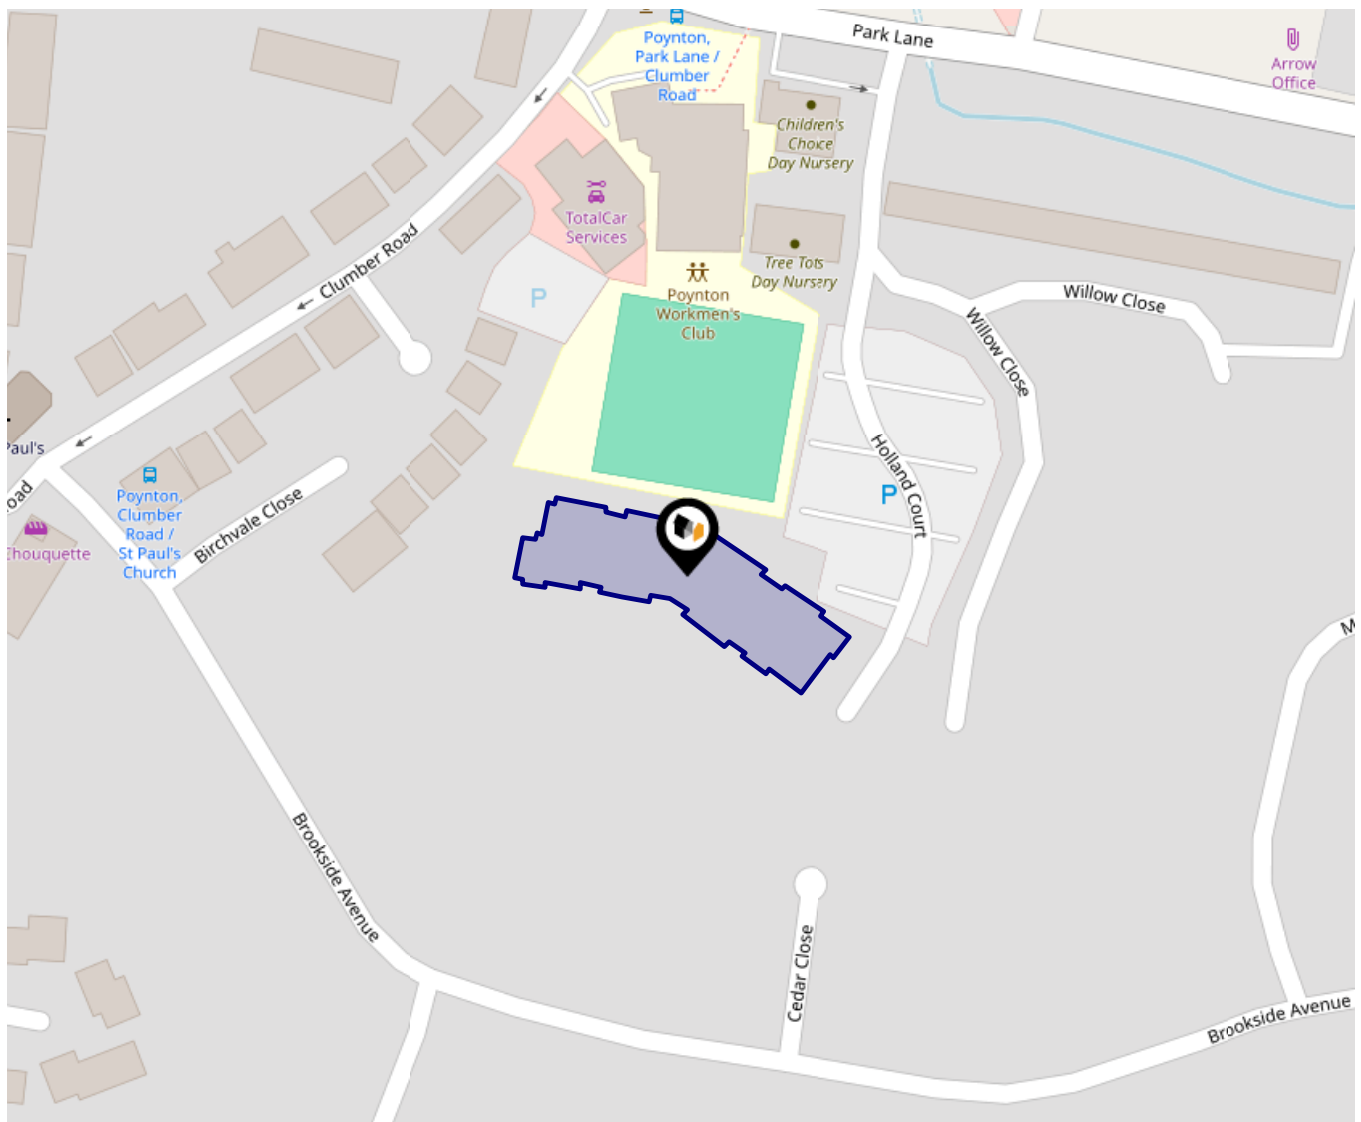 Poynton,
Park Lane /
Clumber
Road
Park Lane
Arrow
Office
Children's
Choice
Day Nursery
TotalCar
Services
Clumber Road
Tree Tots
Day Nursery
Poynton
Workmen's
Club
Willow Close
Willow Close
P
Paul's
Holland Court
P
Road
Poynton,
Clumber
Road /
St Paul's
Church
Birchvale Close
Chouquette
M
Brookside Avenue
Cedar Close
Brookside Avenue